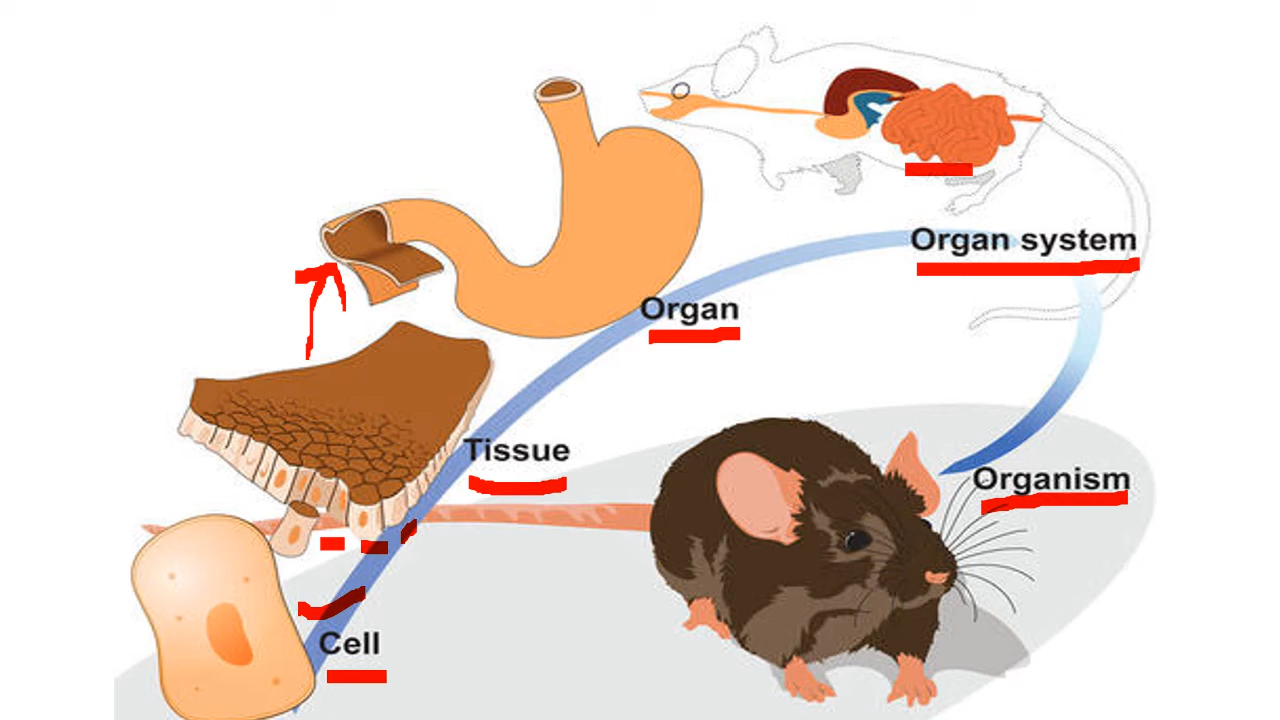 Organ system
Organ
Tissue
Organism
Cell